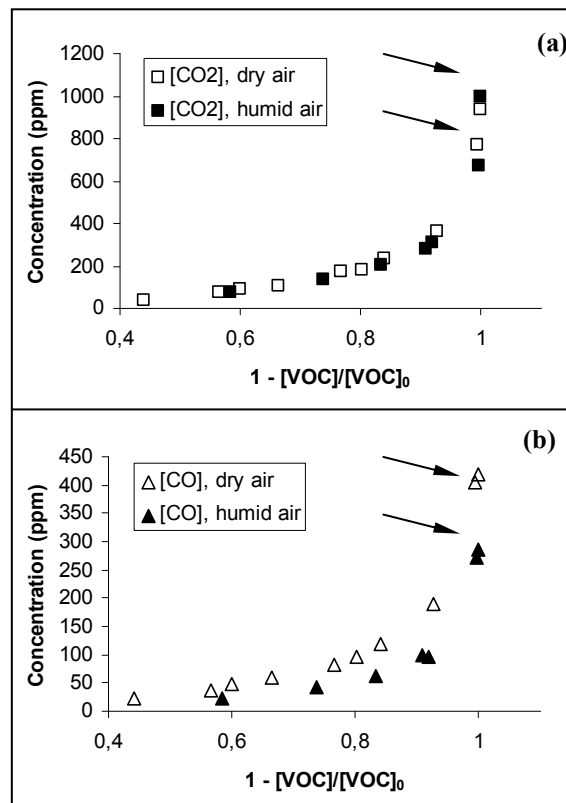 (a)
1200
1000
800
600
400
200
0
Concentration (ppm)
[CO2], dry air
[CO2], humid air
0,4 0,6 0,8 1
1 - [VOC]/[VOC]₀
(b)
450
400
350
300
250
200
150
100
50
0
Concentration (ppm)
[CO], dry air
[CO], humid air
0,4 0,6 0,8 1
1 - [VOC]/[VOC]₀